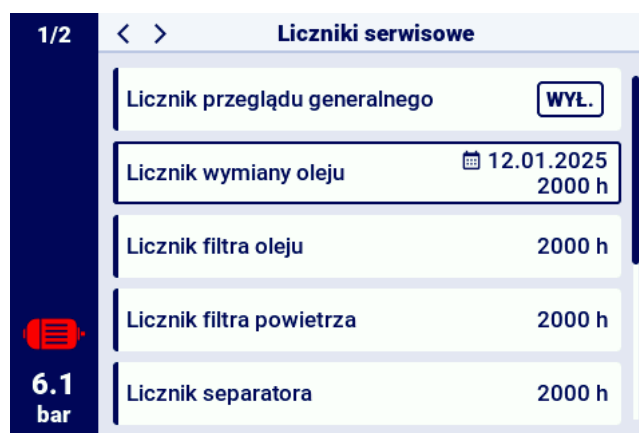 1/2
Liczniki serwisowe
Licznik przeglądu generalnego
WYŁ.
Licznik wymiany oleju
12.01.2025
2000 h
Licznik filtra oleju
2000 h
Licznik filtra powietrza
2000 h
Licznik separatora
2000 h
6.1
bar